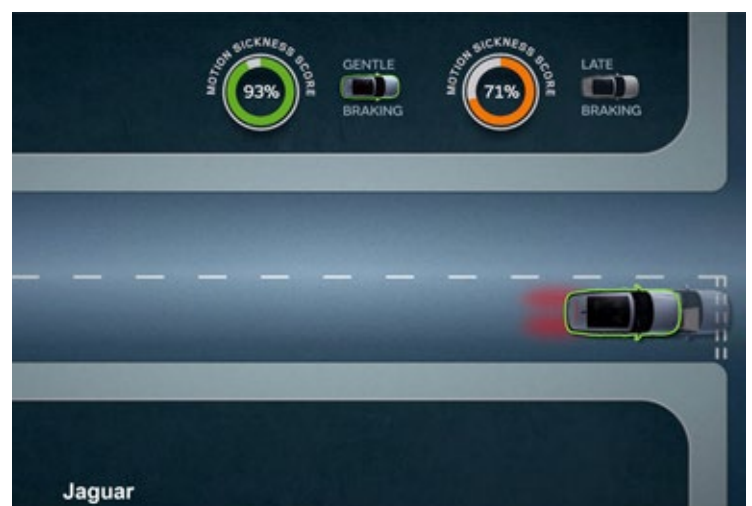 MOTION SICKNESS SCORE
93%
GENTLE
BRAKING
MOTION SICKNESS SCORE
71%
LATE
BRAKING
Jaguar